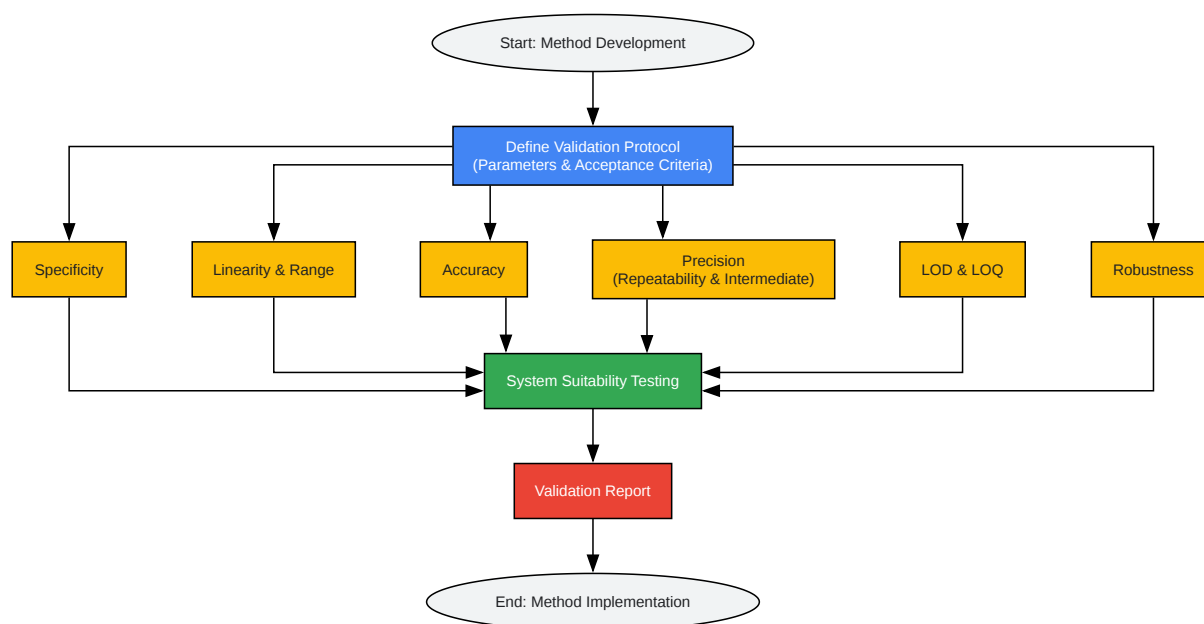 Start: Method Development
Define Validation Protocol
(Parameters & Acceptance Criteria)
Specificity
Linearity & Range
Accuracy
Precision
(Repeatability & Intermediate)
LOD & LOQ
Robustness
System Suitability Testing
Validation Report
End: Method Implementation